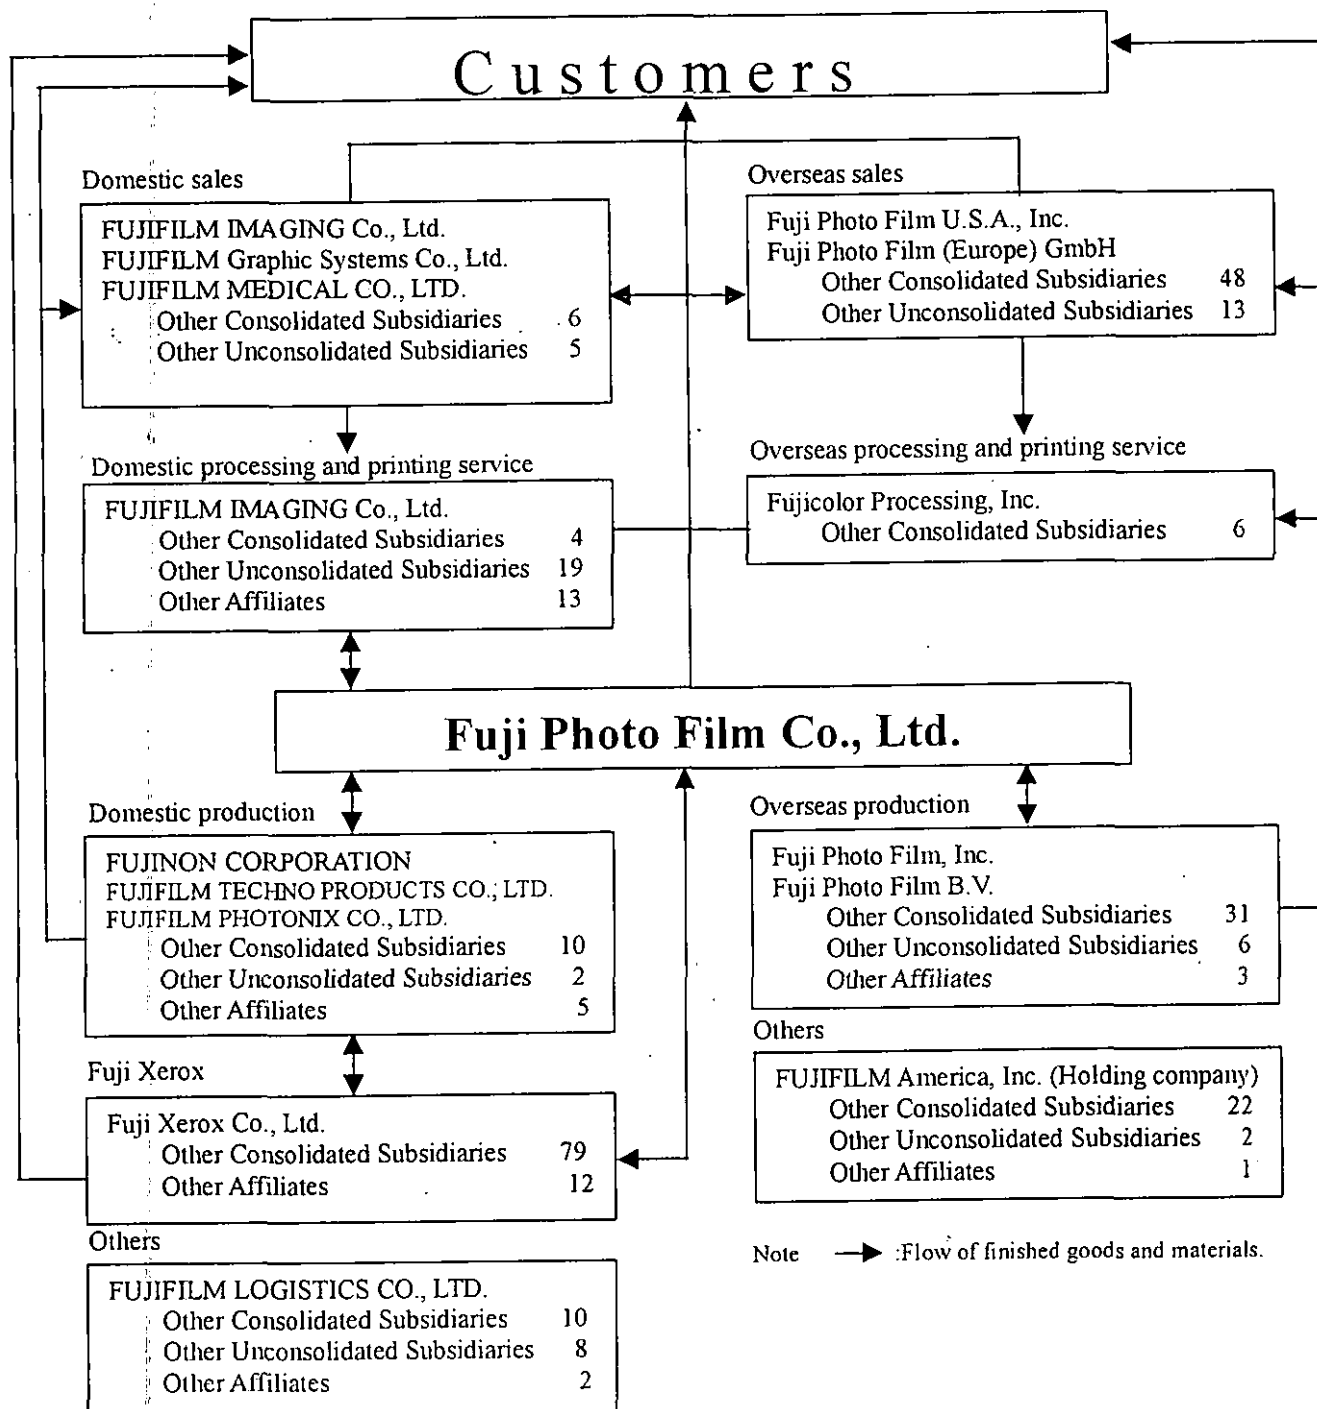 Customers
Domestic sales
FUJIFILM IMAGING Co., Ltd.
FUJIFILM Graphic Systems Co., Ltd.
FUJIFILM MEDICAL CO., LTD.
Other Consolidated Subsidiaries 6
Other Unconsolidated Subsidiaries 5
Overseas sales
Fuji Photo Film U.S.A., Inc.
Fuji Photo Film (Europe) GmbH
Other Consolidated Subsidiaries 48
Other Unconsolidated Subsidiaries 13
Domestic processing and printing service
FUJIFILM IMAGING Co., Ltd.
Other Consolidated Subsidiaries 4
Other Unconsolidated Subsidiaries 19
Other Affiliates 13
Overseas processing and printing service
Fujicolor Processing, Inc.
Other Consolidated Subsidiaries 6
Fuji Photo Film Co., Ltd.
Domestic production
FUJINON CORPORATION
FUJIFILM TECHNO PRODUCTS CO., LTD.
FUJIFILM PHOTONIX CO., LTD.
Other Consolidated Subsidiaries 10
Other Unconsolidated Subsidiaries 2
Other Affiliates 5
Overseas production
Fuji Photo Film, Inc.
Fuji Photo Film B.V.
Other Consolidated Subsidiaries 31
Other Unconsolidated Subsidiaries 6
Other Affiliates 3
Fuji Xerox
Fuji Xerox Co., Ltd.
Other Consolidated Subsidiaries 79
Other Affiliates 12
Others
FUJIFILM America, Inc. (Holding company)
Other Consolidated Subsidiaries 22
Other Unconsolidated Subsidiaries 2
Other Affiliates 1
Others
FUJIFILM LOGISTICS CO., LTD.
Other Consolidated Subsidiaries 10
Other Unconsolidated Subsidiaries 8
Other Affiliates 2
Note :Flow of finished goods and materials.